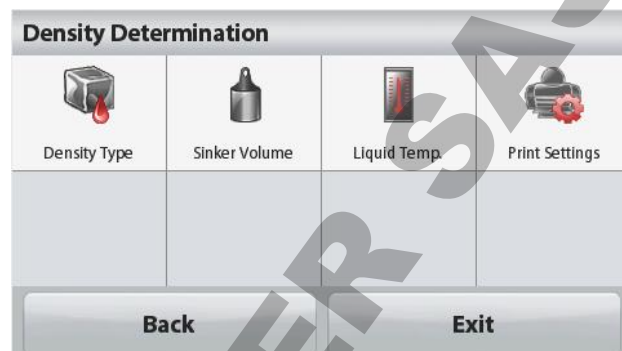 Density Determination
Density Type Sinker Volume Liquid Temp. Print Settings
Back Exit